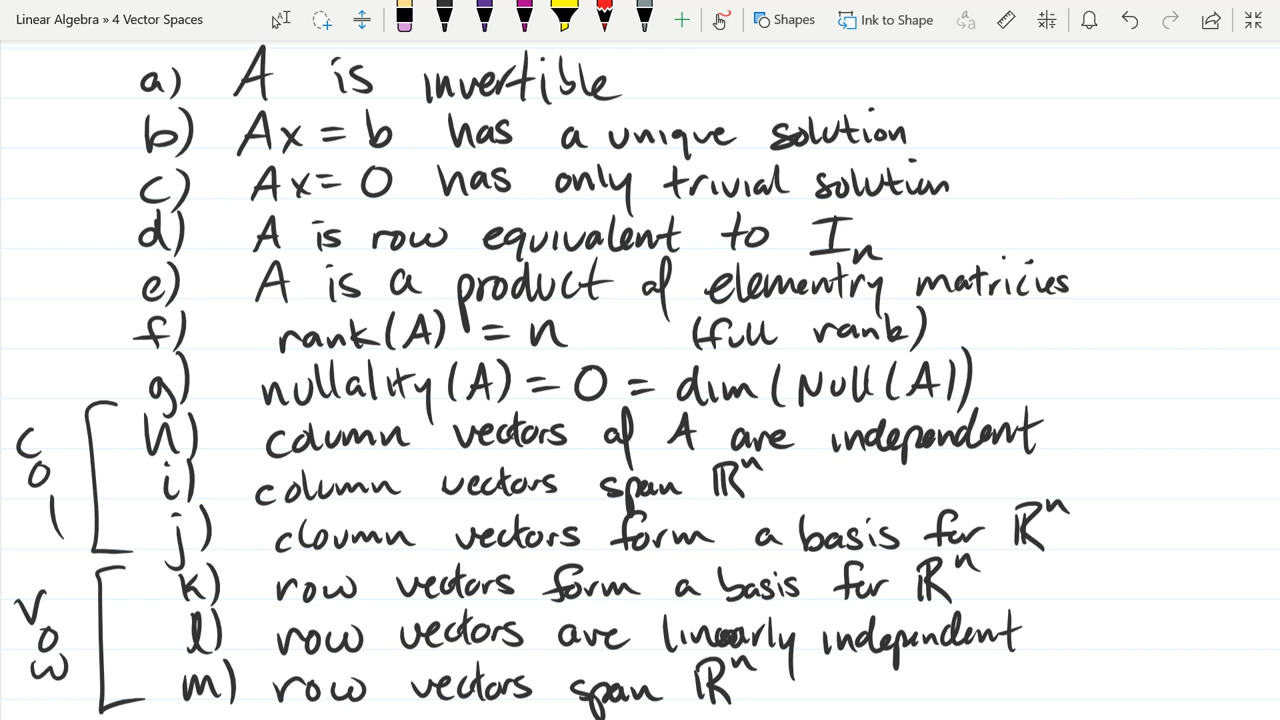 Linear Algebra » 4 Vector Spaces
Shapes
Ink to Shape
a) A is invertible
b) Ax = b has a unique solution
c) Ax = 0 has only trivial solution
d) A is row equivalent to Iₙ
e) A is a product of elementry matricies
f) rank(A) = n (full rank)
g) nullality(A) = 0 = dim(Null(A))
col
h) column vectors of A are independent
i) column vectors span ℝⁿ
j) cloumn vectors form a basis for ℝⁿ
row
k) row vectors form a basis for ℝⁿ
l) row vectors are linearly independent
m) row vectors span ℝⁿ